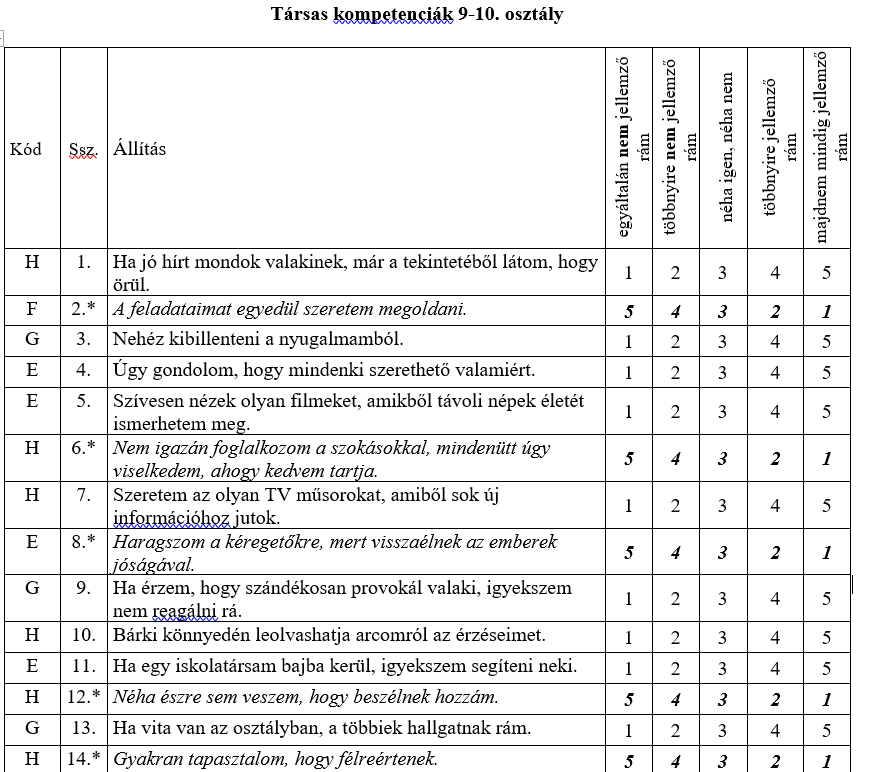 Társas kompetenciák 9-10. osztály
Kód Ssz. Állítás egyáltalán nem jellemző rám többnyire nem jellemző rám néha igen, néha nem többnyire jellemző rám majdnem mindig jellemző rám
H 1. Ha jó hírt mondok valakinek, már a tekintetéből látom, hogy
örül. 1 2 3 4 5
F 2.* A feladataimat egyedül szeretem megoldani. 5 4 3 2 1
G 3. Nehéz kibillenteni a nyugalmamból. 1 2 3 4 5
E 4. Úgy gondolom, hogy mindenki szerethető valamiért. 1 2 3 4 5
E 5. Szívesen nézek olyan filmeket, amikből távoli népek életét
ismerhetem meg. 1 2 3 4 5
H 6.* Nem igazán foglalkozom a szokásokkal, mindenütt úgy
viselkedem, ahogy kedvem tartja. 5 4 3 2 1
H 7. Szeretem az olyan TV műsorokat, amiből sok új
információhoz jutok. 1 2 3 4 5
E 8.* Haragszom a kéregetőkre, mert visszaélnek az emberek
jóságával. 5 4 3 2 1
G 9. Ha érzem, hogy szándékosan provokál valaki, igyekszem
nem reagálni rá. 1 2 3 4 5
H 10. Bárki könnyedén leolvashatja arcomról az érzéseimet. 1 2 3 4 5
E 11. Ha egy iskolatársam bajba kerül, igyekszem segíteni neki. 1 2 3 4 5
H 12.* Néha észre sem veszem, hogy beszélnek hozzám. 5 4 3 2 1
G 13. Ha vita van az osztályban, a többiek hallgatnak rám. 1 2 3 4 5
H 14.* Gyakran tapasztalom, hogy félreértenek. 5 4 3 2 1